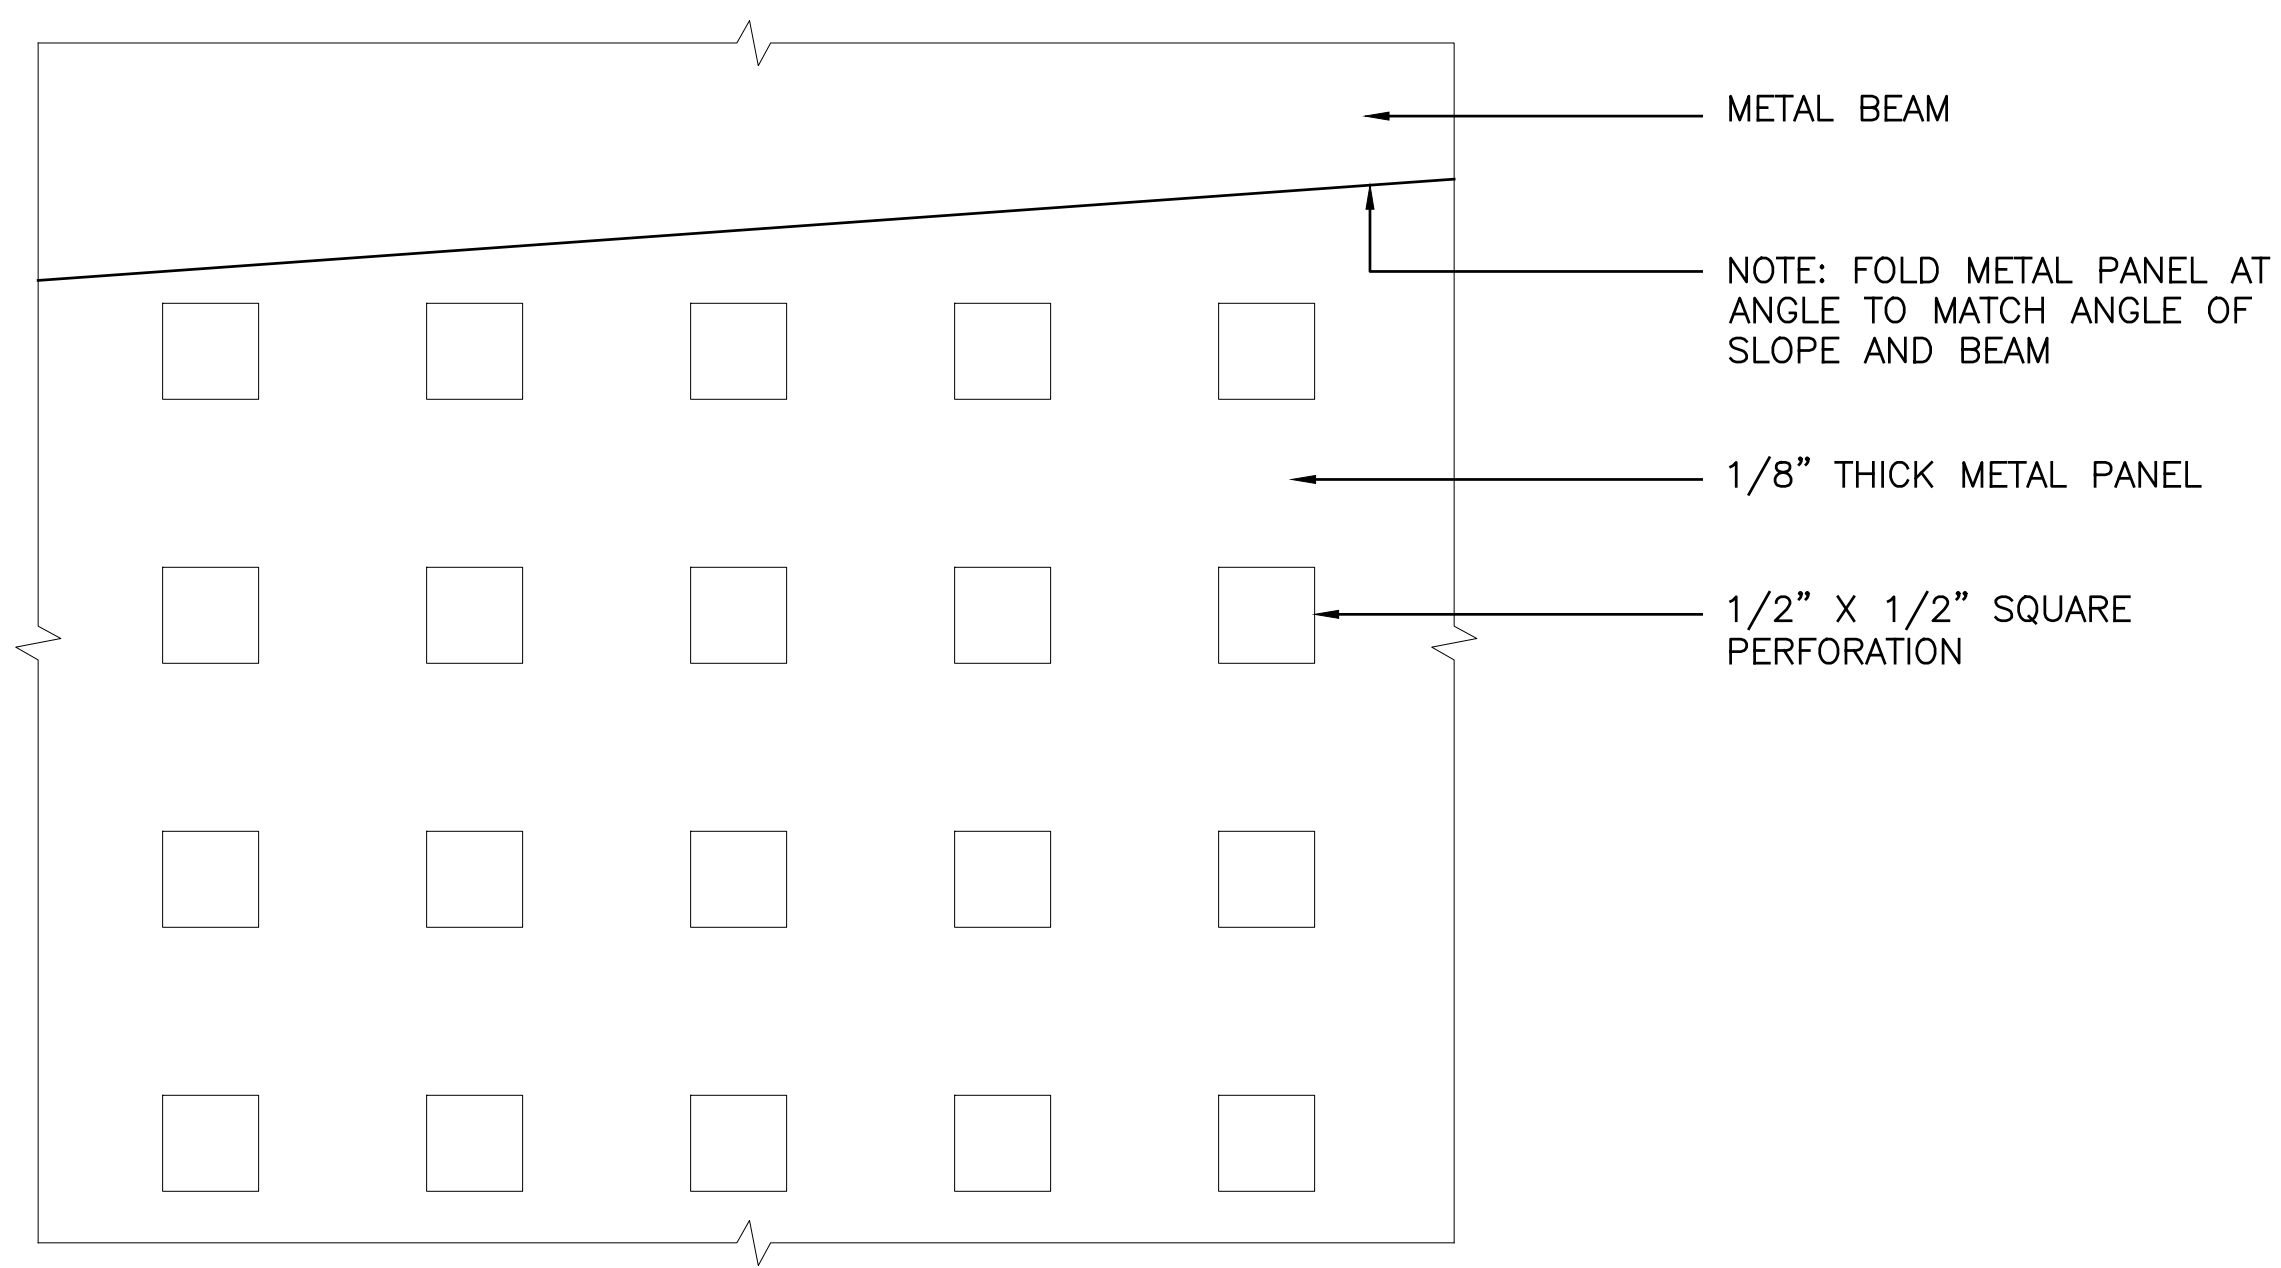 METAL BEAM
NOTE: FOLD METAL PANEL AT
ANGLE TO MATCH ANGLE OF
SLOPE AND BEAM
1/8” THICK METAL PANEL
1/2” X 1/2” SQUARE
PERFORATION